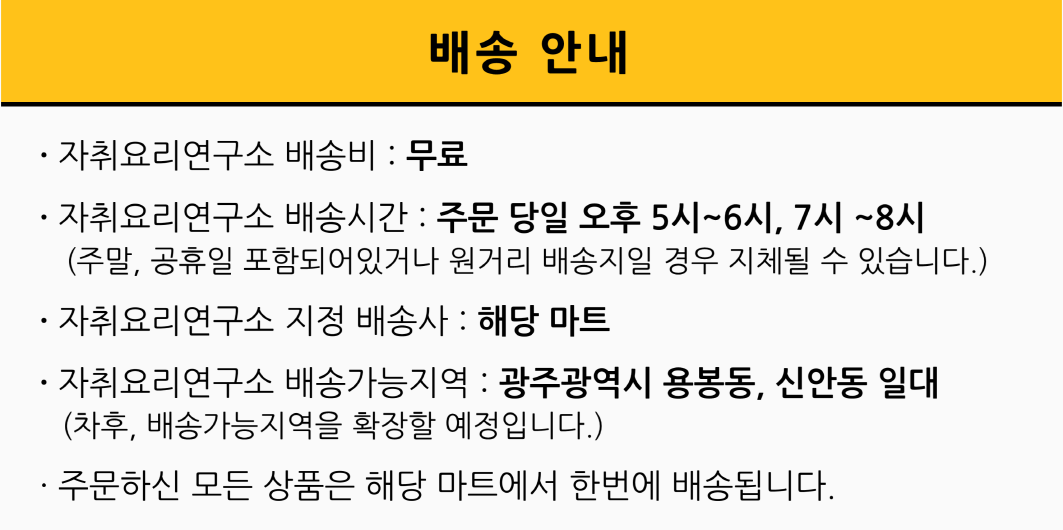 배송 안내
· 자취요리연구소 배송비 : 무료
· 자취요리연구소 배송시간 : 주문 당일 오후 5시~6시, 7시 ~8시
(주말, 공휴일 포함되어있거나 원거리 배송지일 경우 지체될 수 있습니다.)
· 자취요리연구소 지정 배송사 : 해당 마트
· 자취요리연구소 배송가능지역 : 광주광역시 용봉동, 신안동 일대
(차후, 배송가능지역을 확장할 예정입니다.)
· 주문하신 모든 상품은 해당 마트에서 한번에 배송됩니다.